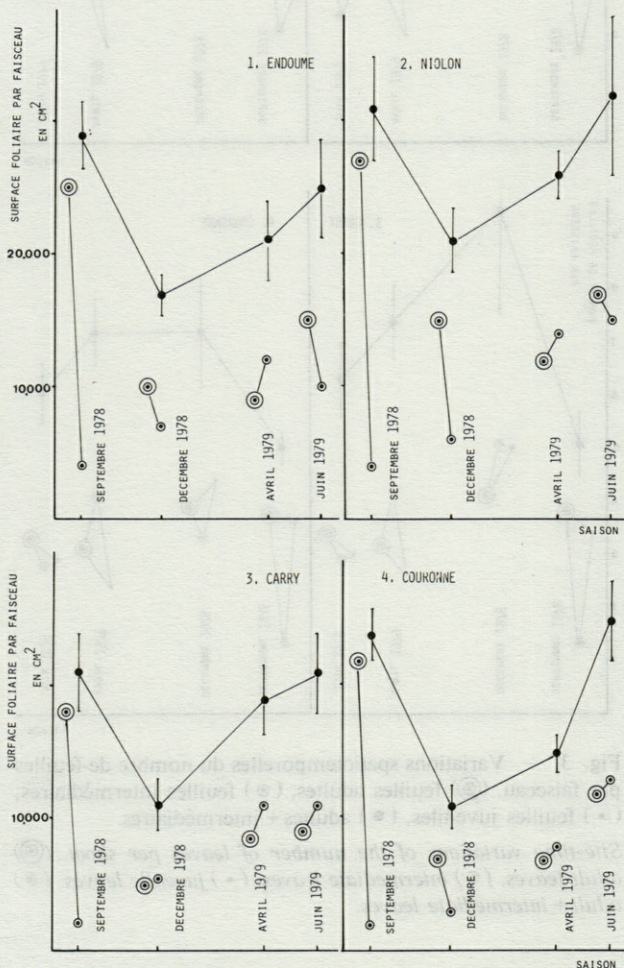 SURFACE FOLIAIRE PAR FAISCEAU
EN CM²
1. ENDOUME
2. NIOLON
20,000
10,000
SEPTEMBRE 1978
DECEMBRE 1978
AVRIL 1979
JUIN 1979
SEPTEMBRE 1978
DECEMBRE 1978
AVRIL 1979
JUIN 1979
SAISON
SURFACE FOLIAIRE PAR FAISCEAU
EN CM²
3. CARRY
4. COURONNE
10,000
SEPTEMBRE 1978
DECEMBRE 1978
AVRIL 1979
JUIN 1979
SEPTEMBRE 1978
DECEMBRE 1978
AVRIL 1979
JUIN 1979
SAISON